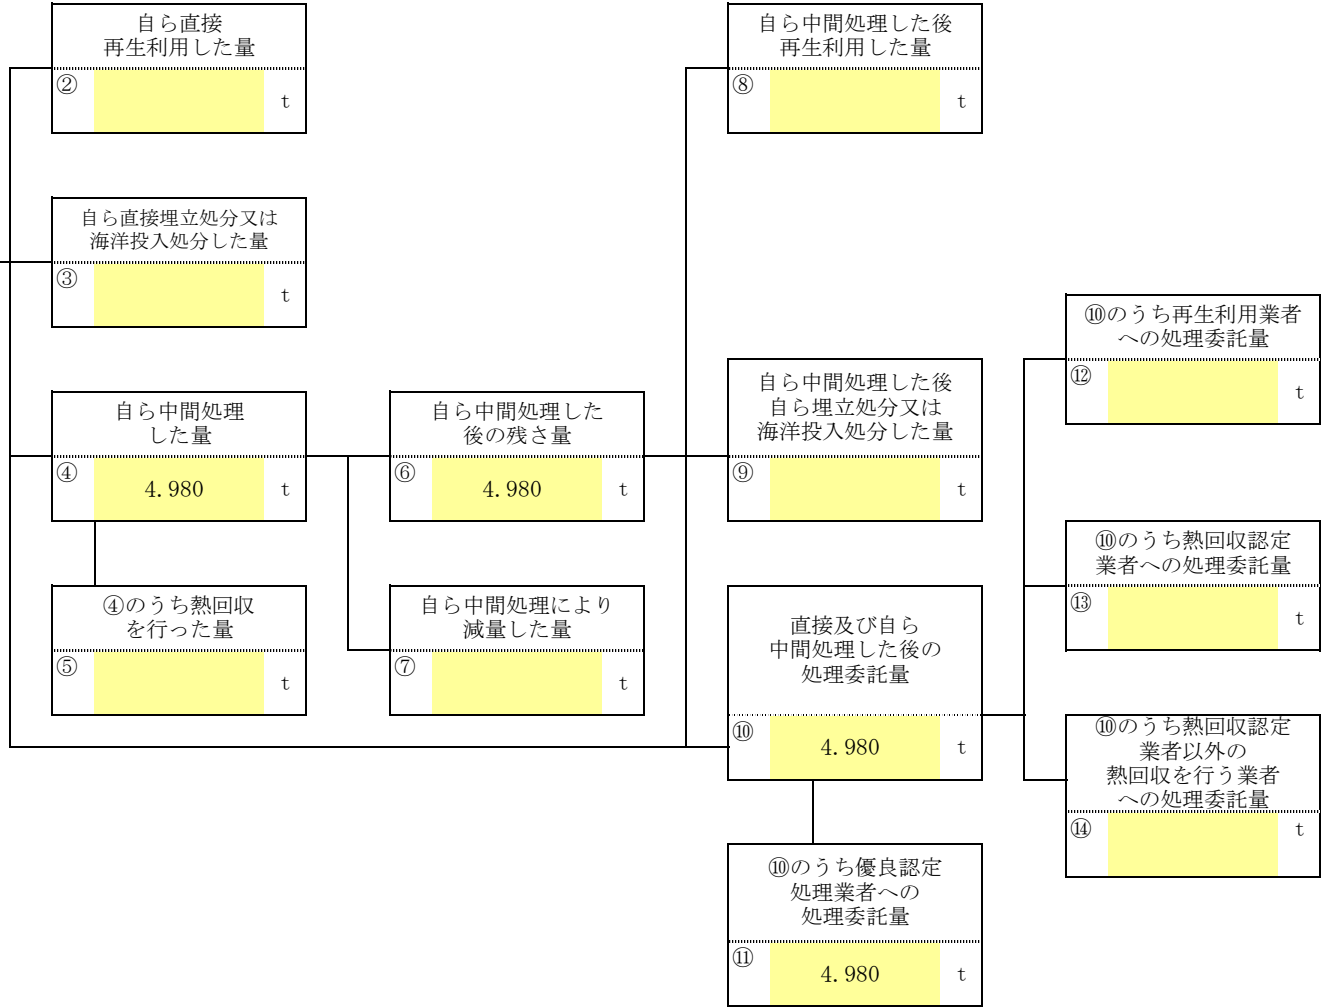 自ら直接
再生利用した量
②
t
自ら中間処理した後
再生利用した量
⑧
t
自ら直接埋立処分又は
海洋投入処分した量
③
t
⑩のうち再生利用業者
への処理委託量
⑫
t
自ら中間処理
した量
④ 4.980 t
自ら中間処理した
後の残さ量
⑥ 4.980 t
自ら中間処理した後
自ら埋立処分又は
海洋投入処分した量
⑨
t
⑩のうち熱回収認定
業者への処理委託量
⑬
t
④のうち熱回収
を行った量
⑤
t
自ら中間処理により
減量した量
⑦
t
直接及び自ら
中間処理した後の
処理委託量
⑩ 4.980 t
⑩のうち熱回収認定
業者以外の
熱回収を行う業者
への処理委託量
⑭
t
⑩のうち優良認定
処理業者への
処理委託量
⑪ 4.980 t